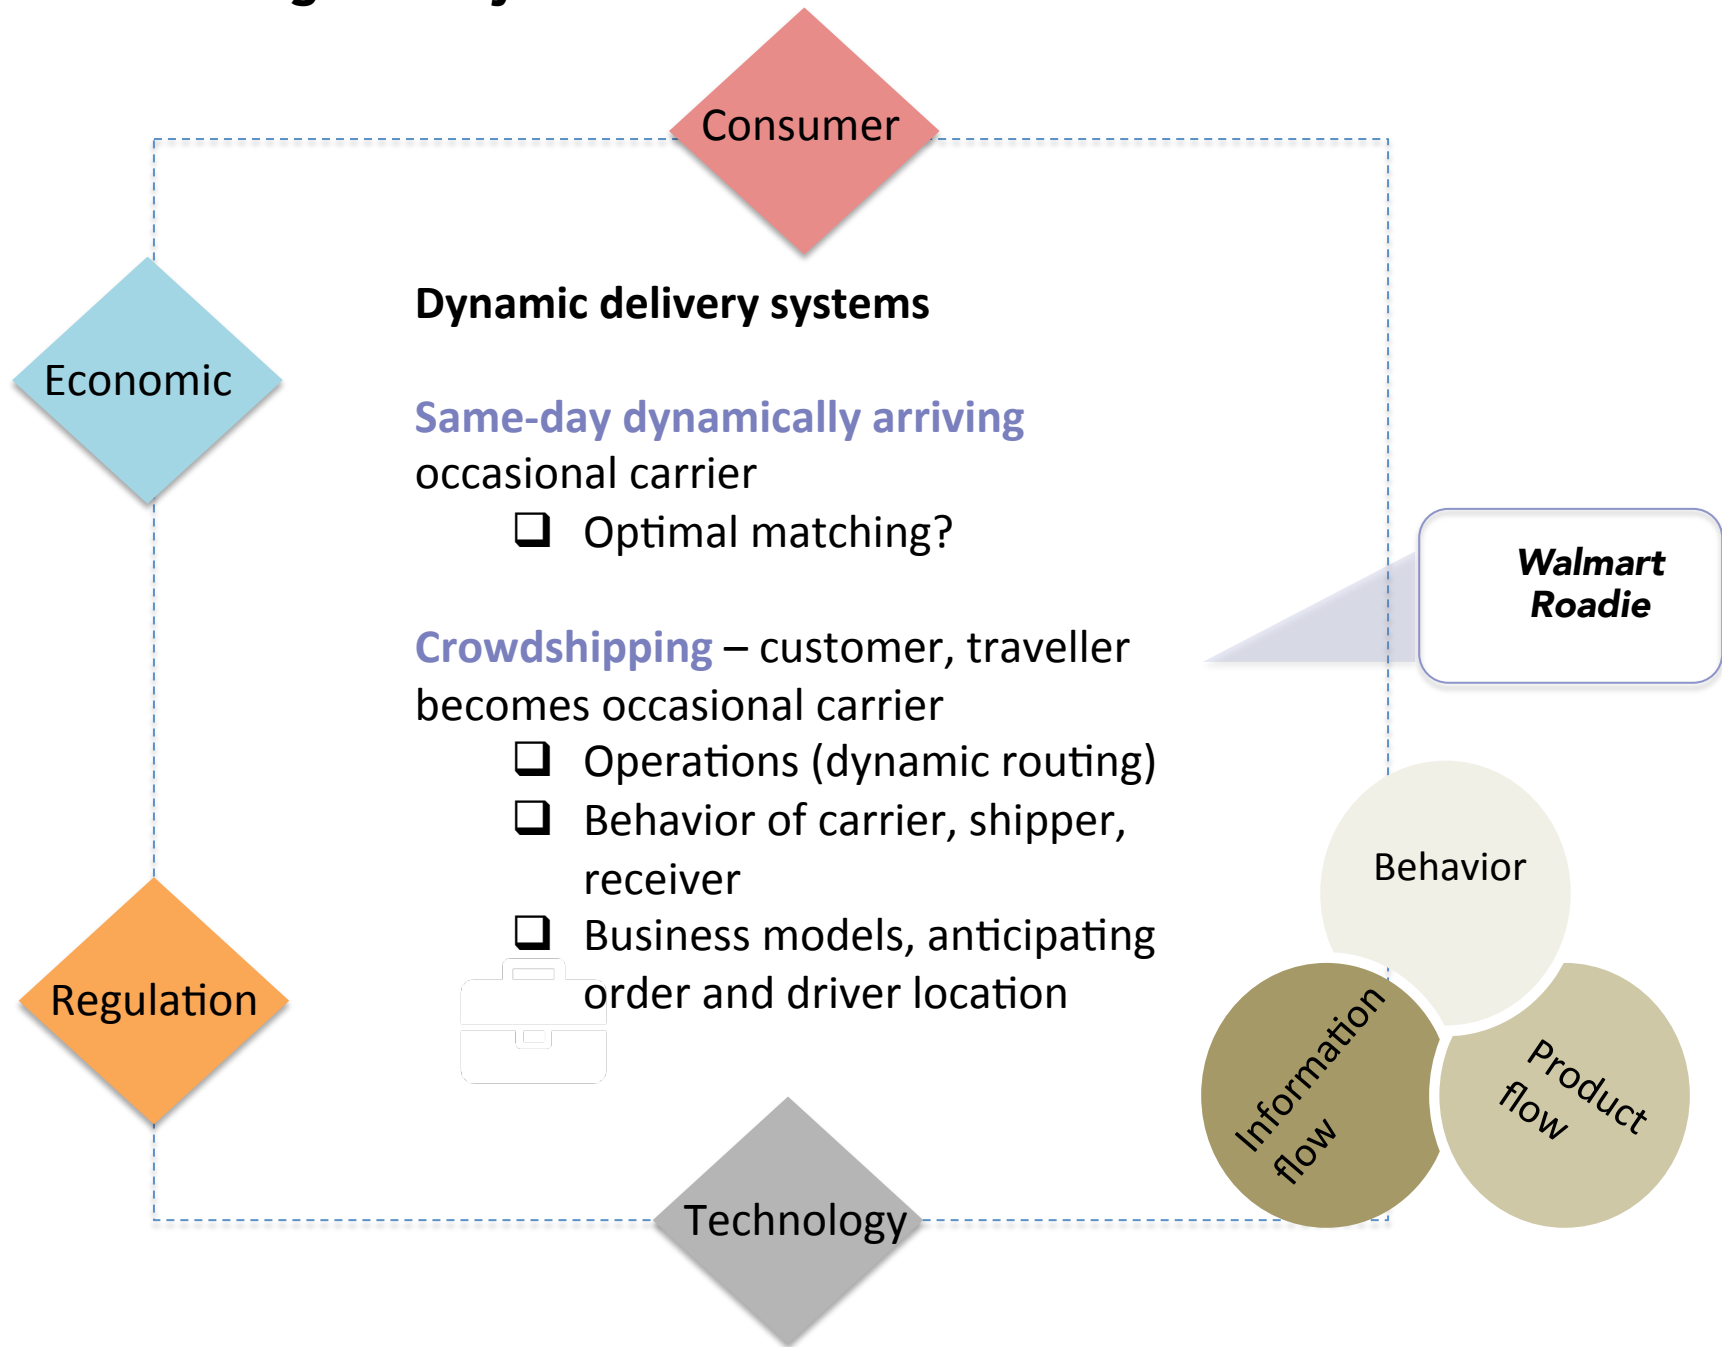 Consumer
Economic
Dynamic delivery systems
Same-day dynamically arriving
occasional carrier
❑ Optimal matching?
Walmart
Roadie
Crowdshipping – customer, traveller
becomes occasional carrier
❑ Operations (dynamic routing)
❑ Behavior of carrier, shipper,
receiver
❑ Business models, anticipating
order and driver location
Regulation
Behavior
Information
flow
Product
flow
Technology